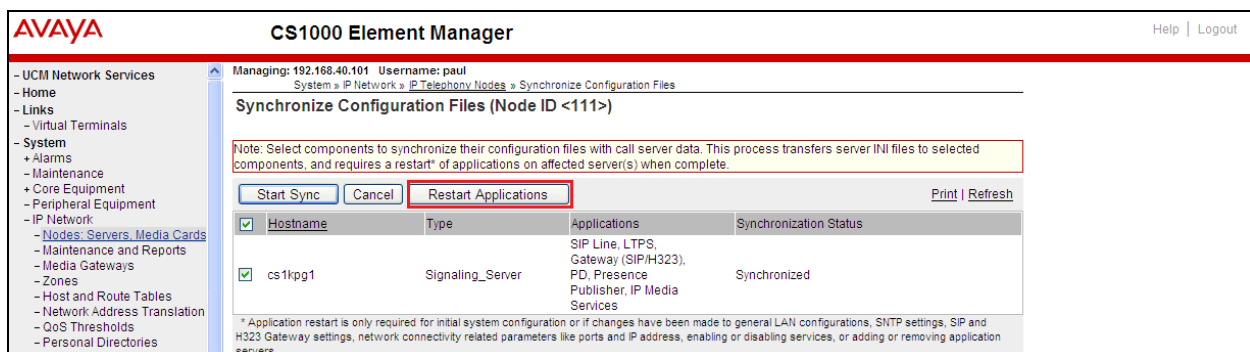 AVAYA
CS1000 Element Manager
Help | Logout
- UCM Network Services
- Home
- Links
- Virtual Terminals
- System
+ Alarms
- Maintenance
+ Core Equipment
- Peripheral Equipment
- IP Network
- Nodes: Servers, Media Cards
- Maintenance and Reports
- Media Gateways
- Zones
- Host and Route Tables
- Network Address Translation
- QoS Thresholds
- Personal Directories
Managing: 192.168.40.101 Username: paul
System » IP Network » IP Telephony Nodes » Synchronize Configuration Files
Synchronize Configuration Files (Node ID <111>)
Note: Select components to synchronize their configuration files with call server data. This process transfers server INI files to selected
components, and requires a restart* of applications on affected server(s) when complete.
Start Sync Cancel Restart Applications Print | Refresh
Hostname Type Applications Synchronization Status
cs1kpg1 Signaling_Server SIP Line, LTPS,
Gateway (SIP/H323),
PD, Presence
Publisher, IP Media
Services
Synchronized
* Application restart is only required for initial system configuration or if changes have been made to general LAN configurations, SNTP settings, SIP and
H323 Gateway settings, network connectivity related parameters like ports and IP address, enabling or disabling services, or adding or removing application
servers.